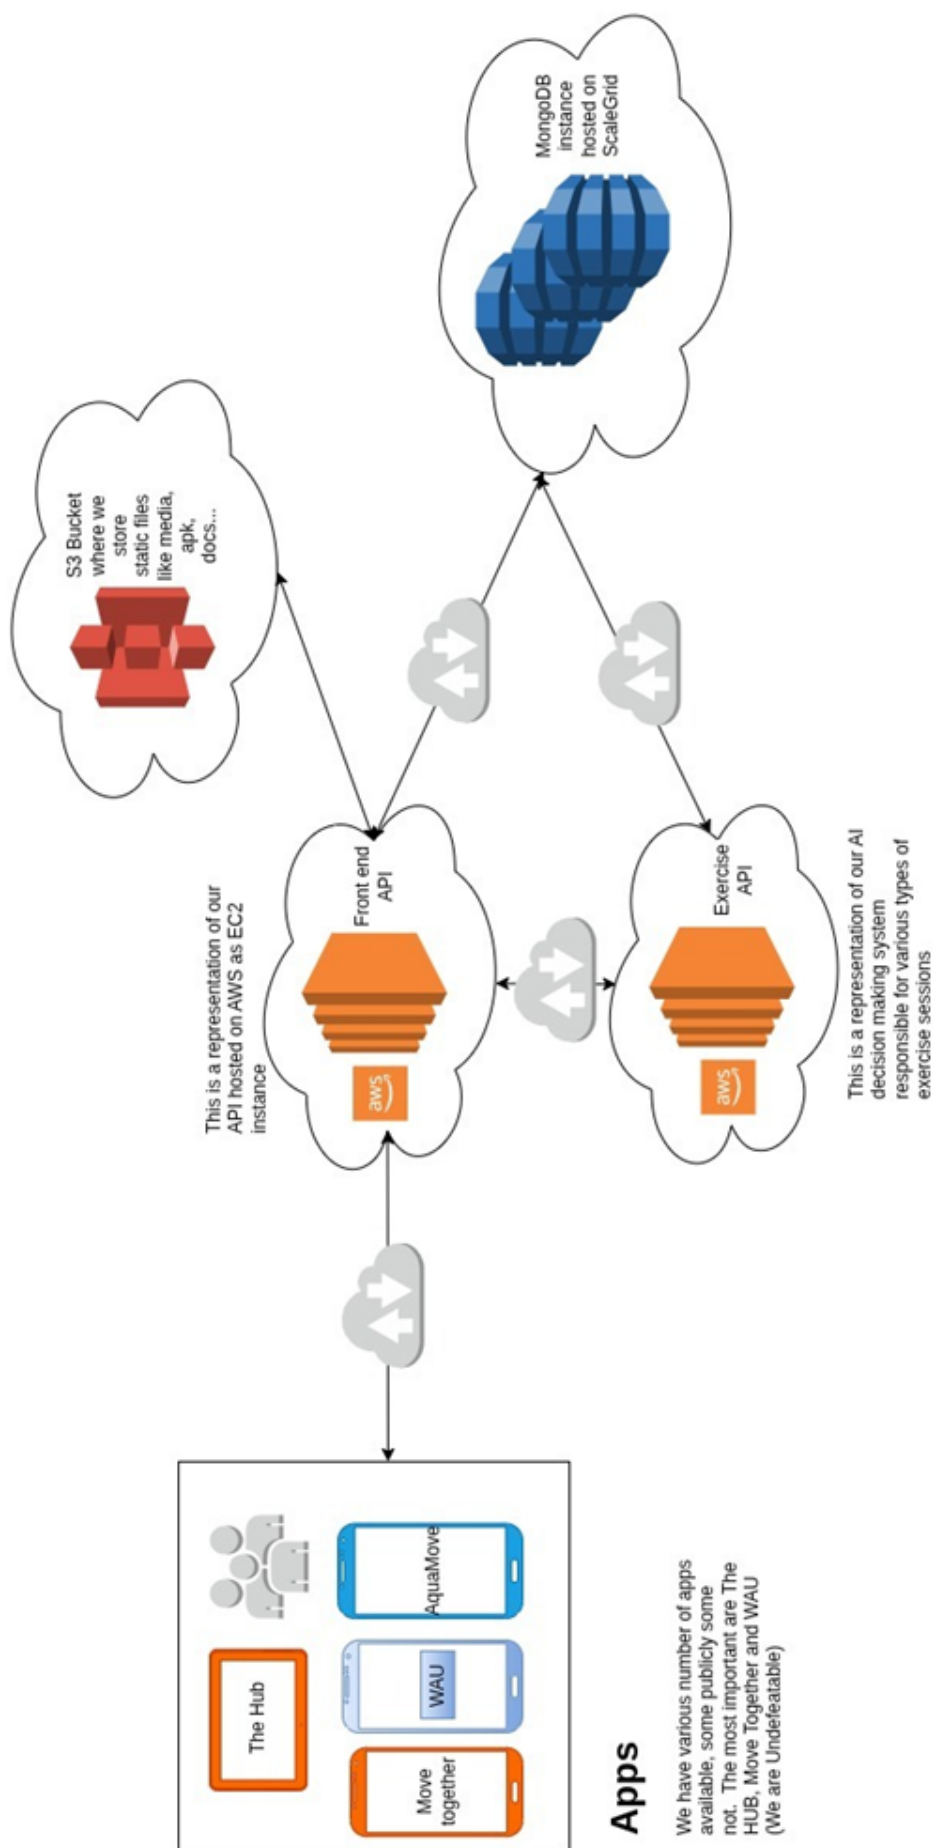 The Hub
Move
together
WAU
AquaMove
Apps
We have various number of apps
available, some publicly some
not.  The most important are The
HUB, Move Together and WAU
(We are Undefeatable)
This is a representation of our
API hosted on AWS as EC2
instance
aws
Front end
API
aws
Exercise
API
This is a representation of our AI
decision making system
responsible for various types of
exercise sessions
S3 Bucket
where we
store
static files
like media,
apk,
docs...
MongoDB
instance
hosted on
ScaleGrid